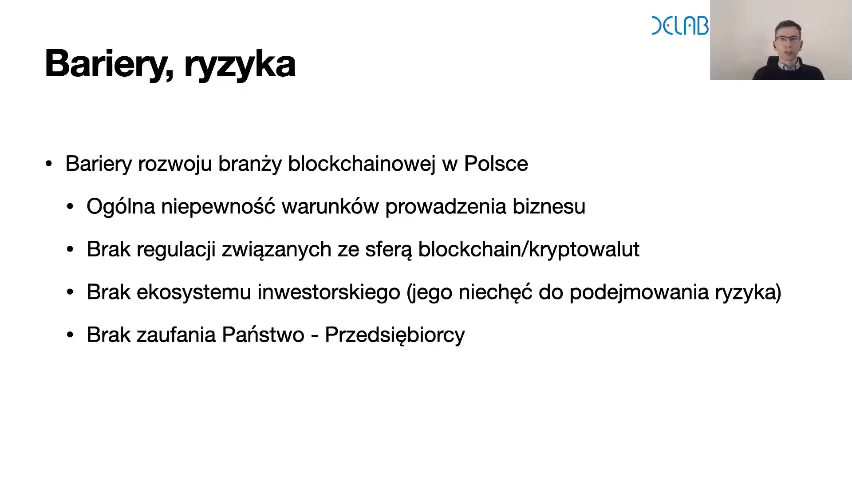 DELAB
Bariery, ryzyka
• Bariery rozwoju branży blockchainowej w Polsce
• Ogólna niepewność warunków prowadzenia biznesu
• Brak regulacji związanych ze sferą blockchain/kryptowalut
• Brak ekosystemu inwestorskiego (jego niechęć do podejmowania ryzyka)
• Brak zaufania Państwo - Przedsiębiorcy